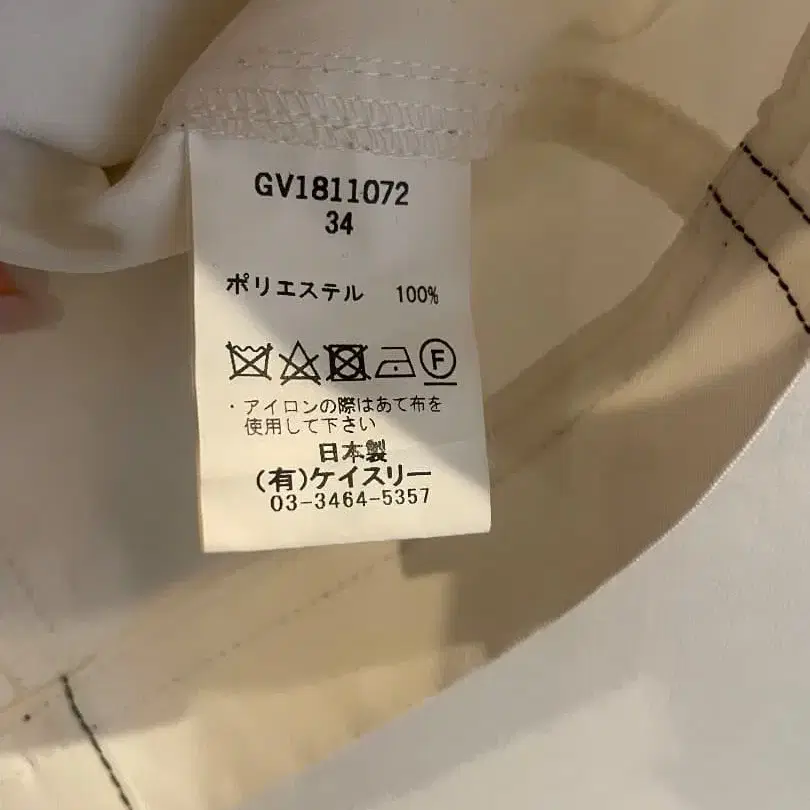 GV1811072
34
ポリエステル 100%
F
・アイロンの際はあて布を
使用して下さい
日本製
(有)ケイスリー
03-3464-5357